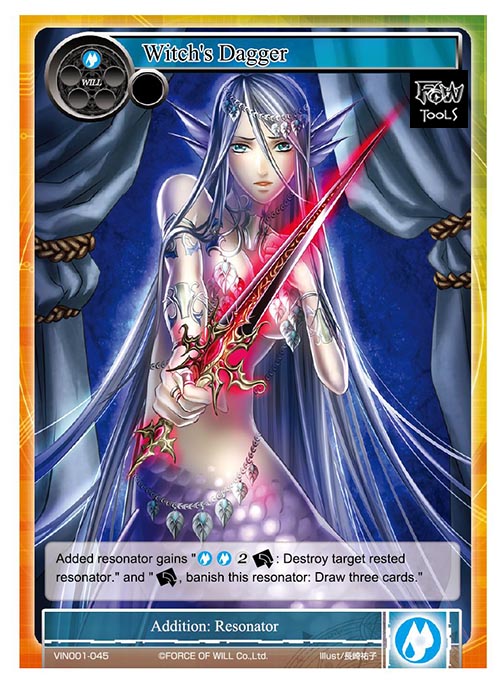 Witch's Dagger
WILL
FOW
TOOLS
Added resonator gains " 2 : Destroy target rested
resonator." and " , banish this resonator: Draw three cards."
Addition: Resonator
VIN001-045 ©FORCE OF WILL Co.,Ltd. Illust/長崎祐子